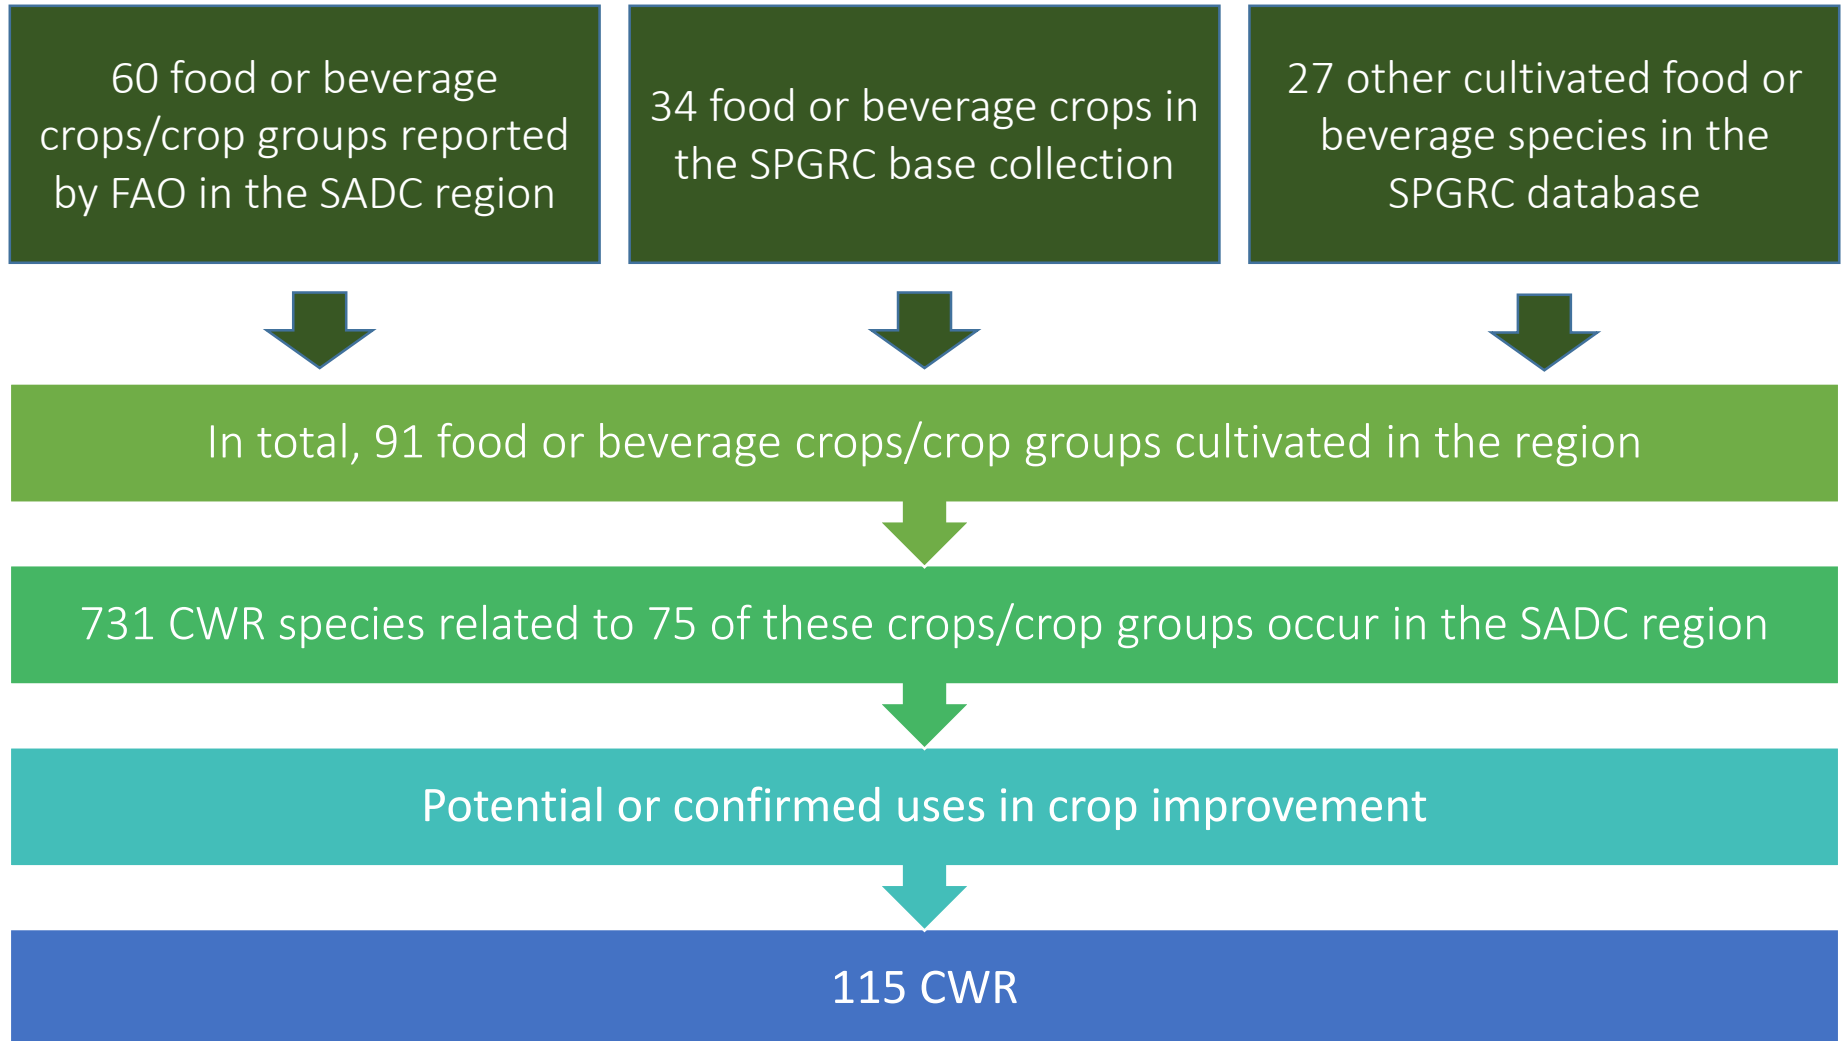 60 food or beverage
crops/crop groups reported
by FAO in the SADC region
34 food or beverage crops in
the SPGRC base collection
27 other cultivated food or
beverage species in the
SPGRC database
In total, 91 food or beverage crops/crop groups cultivated in the region
731 CWR species related to 75 of these crops/crop groups occur in the SADC region
Potential or confirmed uses in crop improvement
115 CWR